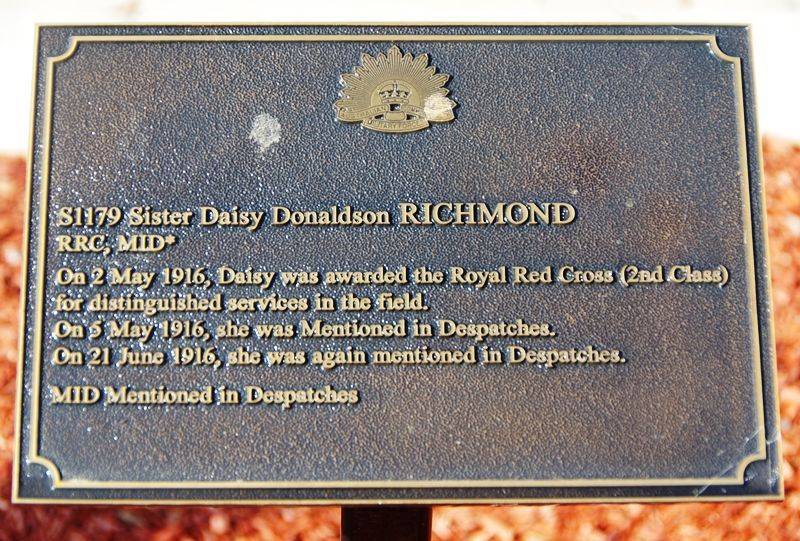 S1179 Sister Daisy Donaldson RICHMOND
RRC, MID*
On 2 May 1916, Daisy was awarded the Royal Red Cross (2nd Class)
for distinguished services in the field.
On 5 May 1916, she was Mentioned in Despatches.
On 21 June 1916, she was again mentioned in Despatches.
MID Mentioned in Despatches